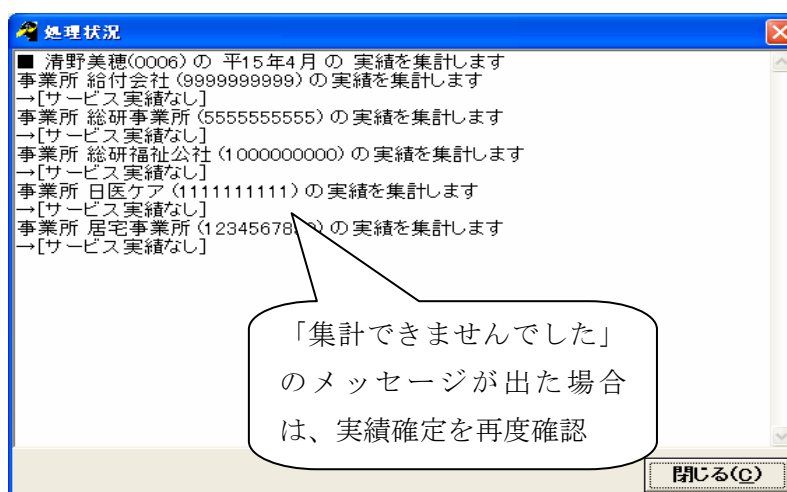 処理状況
■ 清野美穂(0006) の 平15年4月 の 実績を集計します
事業所 給付会社 (9999999999) の実績を集計します
→[サービス実績なし]
事業所 総研事業所 (5555555555) の実績を集計します
→[サービス実績なし]
事業所 総研福祉公社 (1000000000) の実績を集計します
→[サービス実績なし]
事業所 日医ケア (1111111111) の実績を集計します
→[サービス実績なし]
事業所 居宅事業所 の実績を集計します
→[サービス実績なし]
「集計できませんでした」
のメッセージが出た場合
は、実績確定を再度確認
閉じる(C)